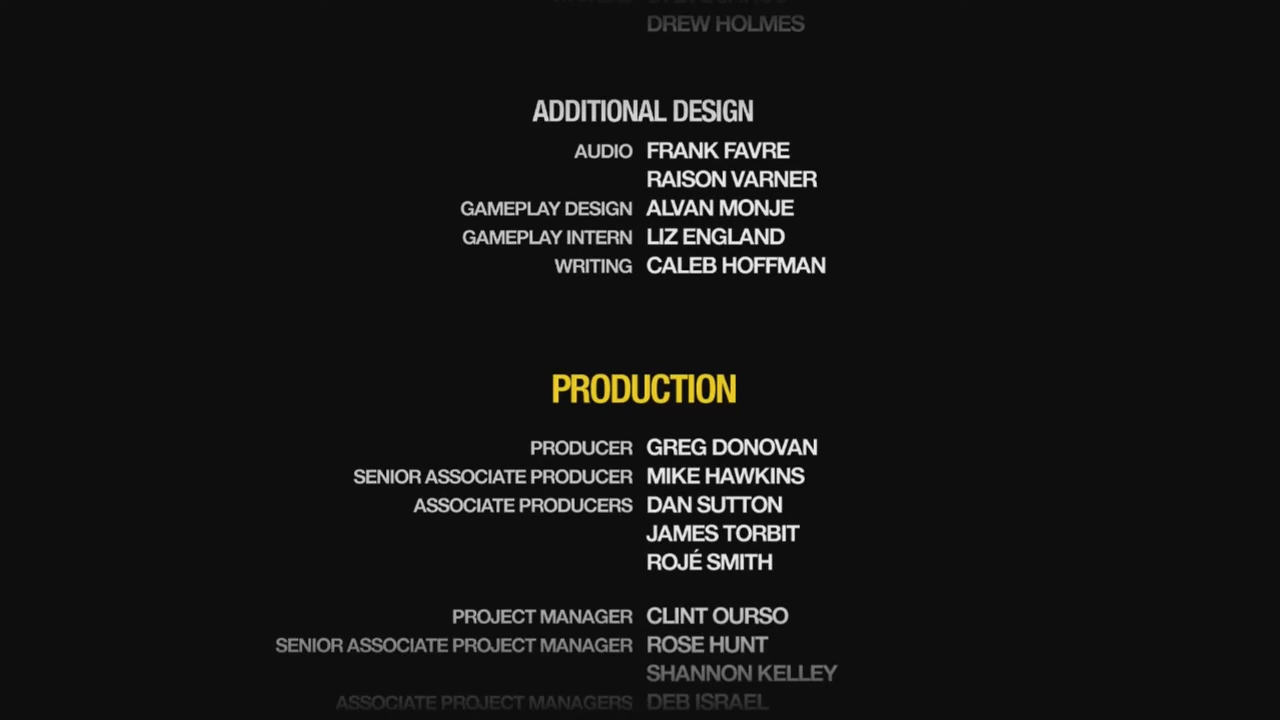 DREW HOLMES
ADDITIONAL DESIGN
AUDIO FRANK FAVRE
RAISON VARNER
GAMEPLAY DESIGN ALVAN MONJE
GAMEPLAY INTERN LIZ ENGLAND
WRITING CALEB HOFFMAN
PRODUCTION
PRODUCER GREG DONOVAN
SENIOR ASSOCIATE PRODUCER MIKE HAWKINS
ASSOCIATE PRODUCERS DAN SUTTON
JAMES TORBIT
ROJÉ SMITH
PROJECT MANAGER CLINT OURSO
SENIOR ASSOCIATE PROJECT MANAGER ROSE HUNT
SHANNON KELLEY
ASSOCIATE PROJECT MANAGERS DEB ISRAEL